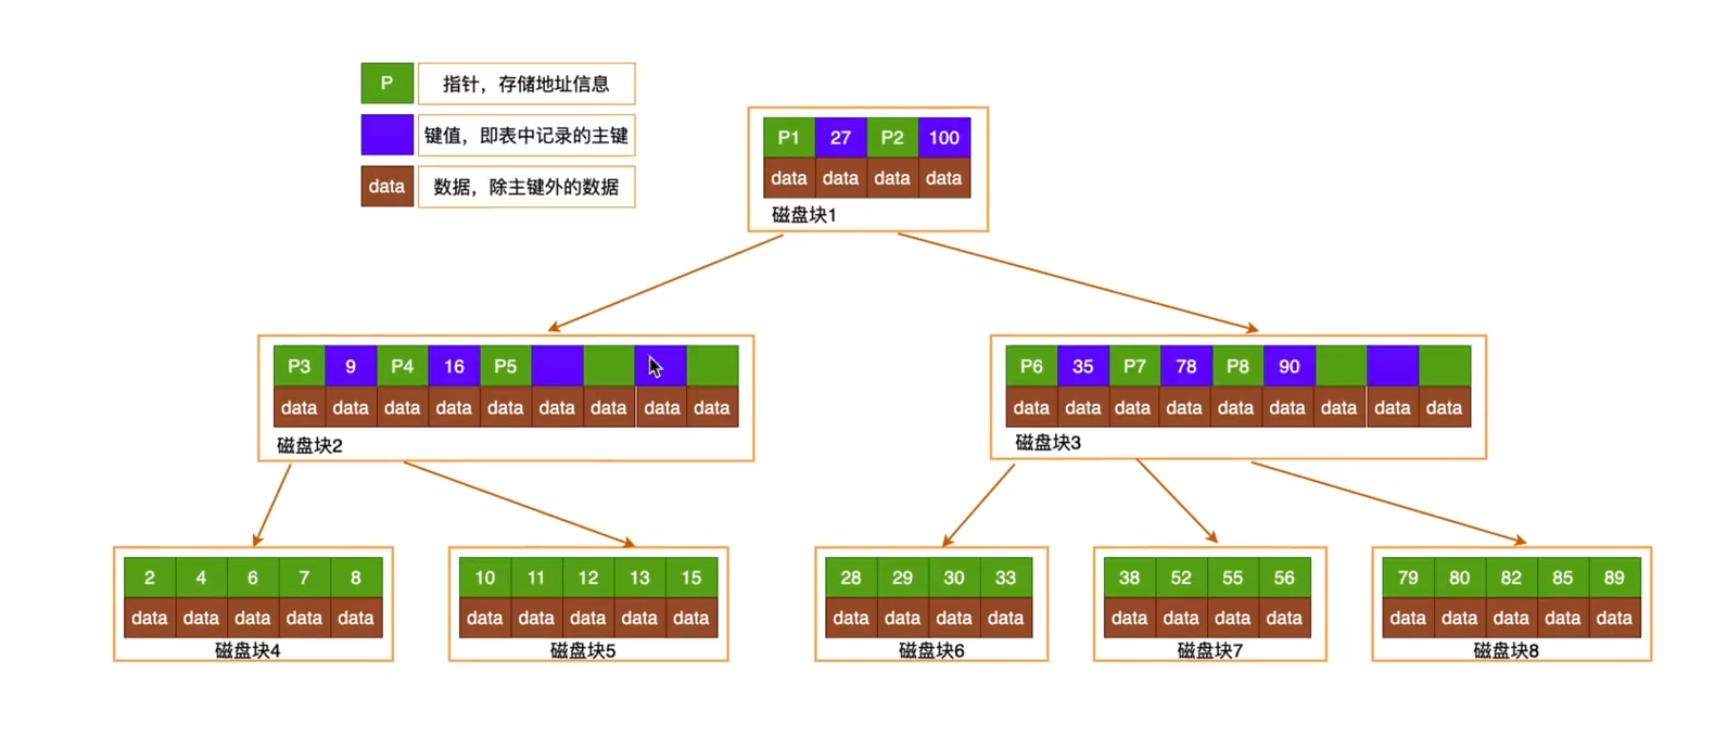 P 指针，存储地址信息
键值，即表中记录的主键
data 数据，除主键外的数据
P1 27 P2 100
data data data data
磁盘块1
P3 9 P4 16 P5
data data data data data data data data data
磁盘块2
P6 35 P7 78 P8 90
data data data data data data data data data
磁盘块3
2 4 6 7 8
data data data data data
磁盘块4
10 11 12 13 15
data data data data data
磁盘块5
28 29 30 33
data data data data
磁盘块6
38 52 55 56
data data data data
磁盘块7
79 80 82 85 89
data data data data data
磁盘块8